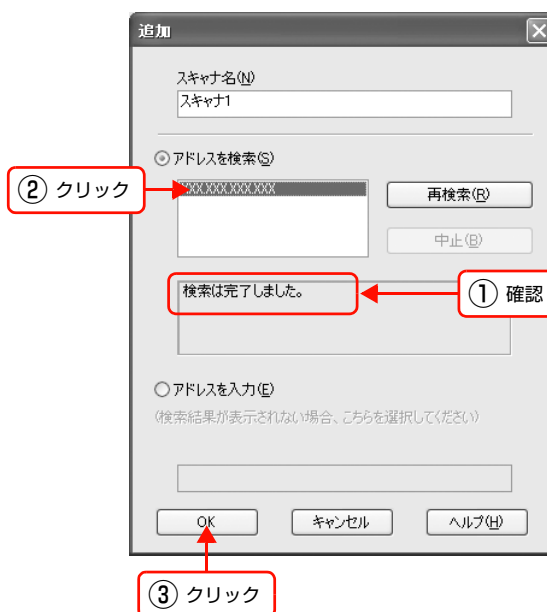 追加
スキャナ名(N)
スキャナ1
アドレスを検索(S)
② クリック
XXX.XXX.XXX.XXX
再検索(R)
中止(B)
検索は完了しました。
① 確認
アドレスを入力(E)
(検索結果が表示されない場合、こちらを選択してください)
OK
キャンセル
ヘルプ(H)
③ クリック